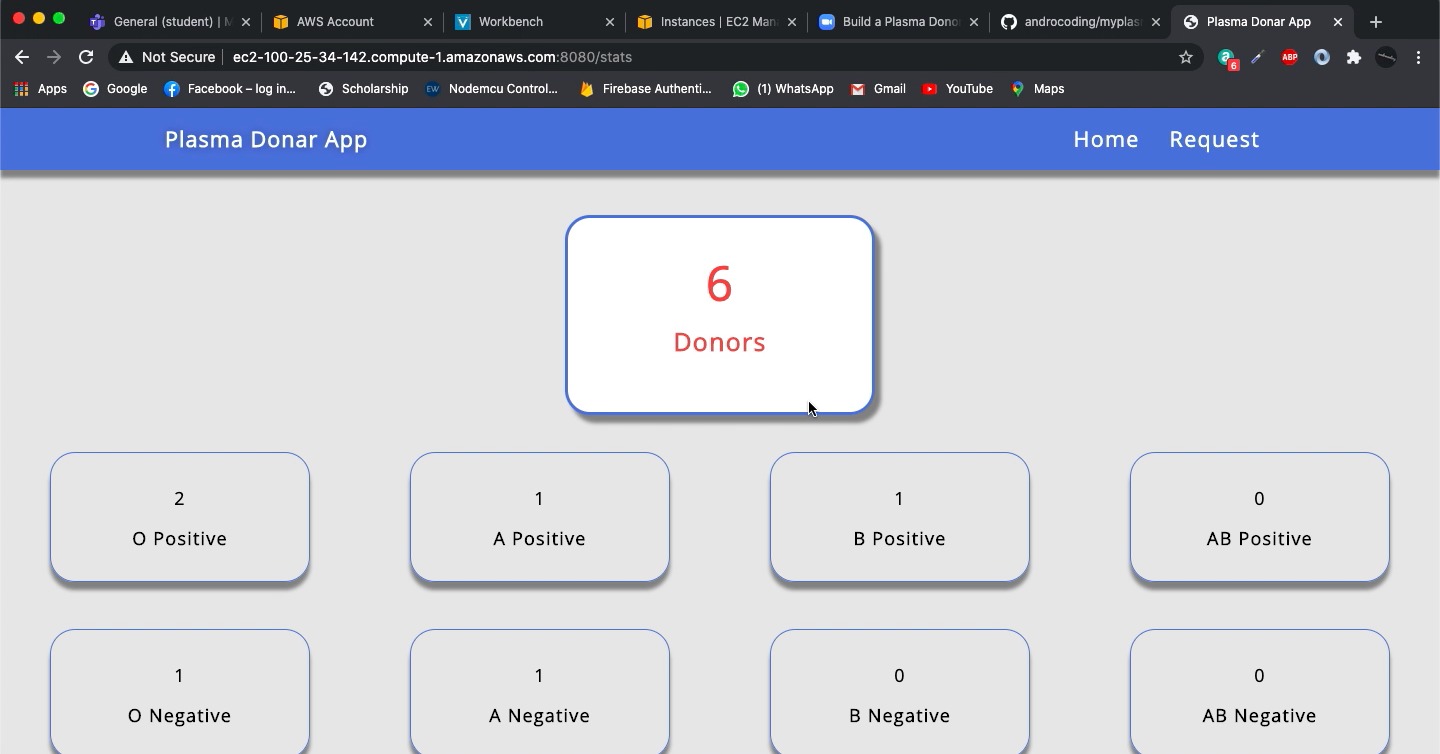 General (student) | M
AWS Account
Workbench
Instances | EC2 Man
Build a Plasma Dono
androcoding/myplas
Plasma Donar App
Not Secure
ec2-100-25-34-142.compute-1.amazonaws.com:8080/stats
6
ABP
Apps
Google
Facebook – log in...
EW
Nodemcu Control...
Scholarship
Firebase Authenti...
(1) WhatsApp
Gmail
YouTube
Maps
Plasma Donar App
Home
Request
6
Donors
2
O Positive
1
A Positive
1
B Positive
0
AB Positive
1
O Negative
1
A Negative
0
B Negative
0
AB Negative